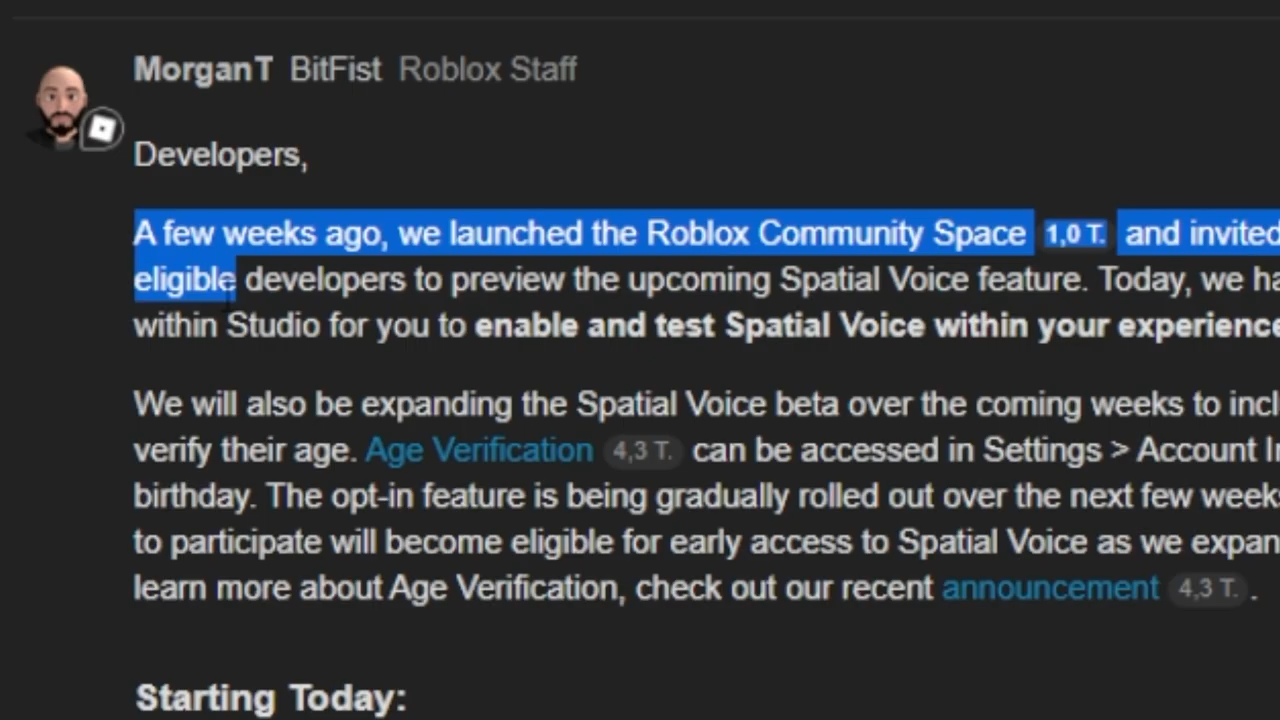 MorganT BitFist Roblox Staff
Developers,
A few weeks ago, we launched the Roblox Community Space 1,0 T. and invited
eligible developers to preview the upcoming Spatial Voice feature. Today, we ha
within Studio for you to enable and test Spatial Voice within your experience
We will also be expanding the Spatial Voice beta over the coming weeks to incl
verify their age. Age Verification 4,3 T. can be accessed in Settings > Account I
birthday. The opt-in feature is being gradually rolled out over the next few week
to participate will become eligible for early access to Spatial Voice as we expan
learn more about Age Verification, check out our recent announcement 4,3 T. .
Starting Today: